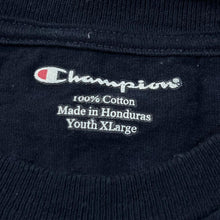 Champion
100% Cotton
Made in Honduras
Youth XLarge